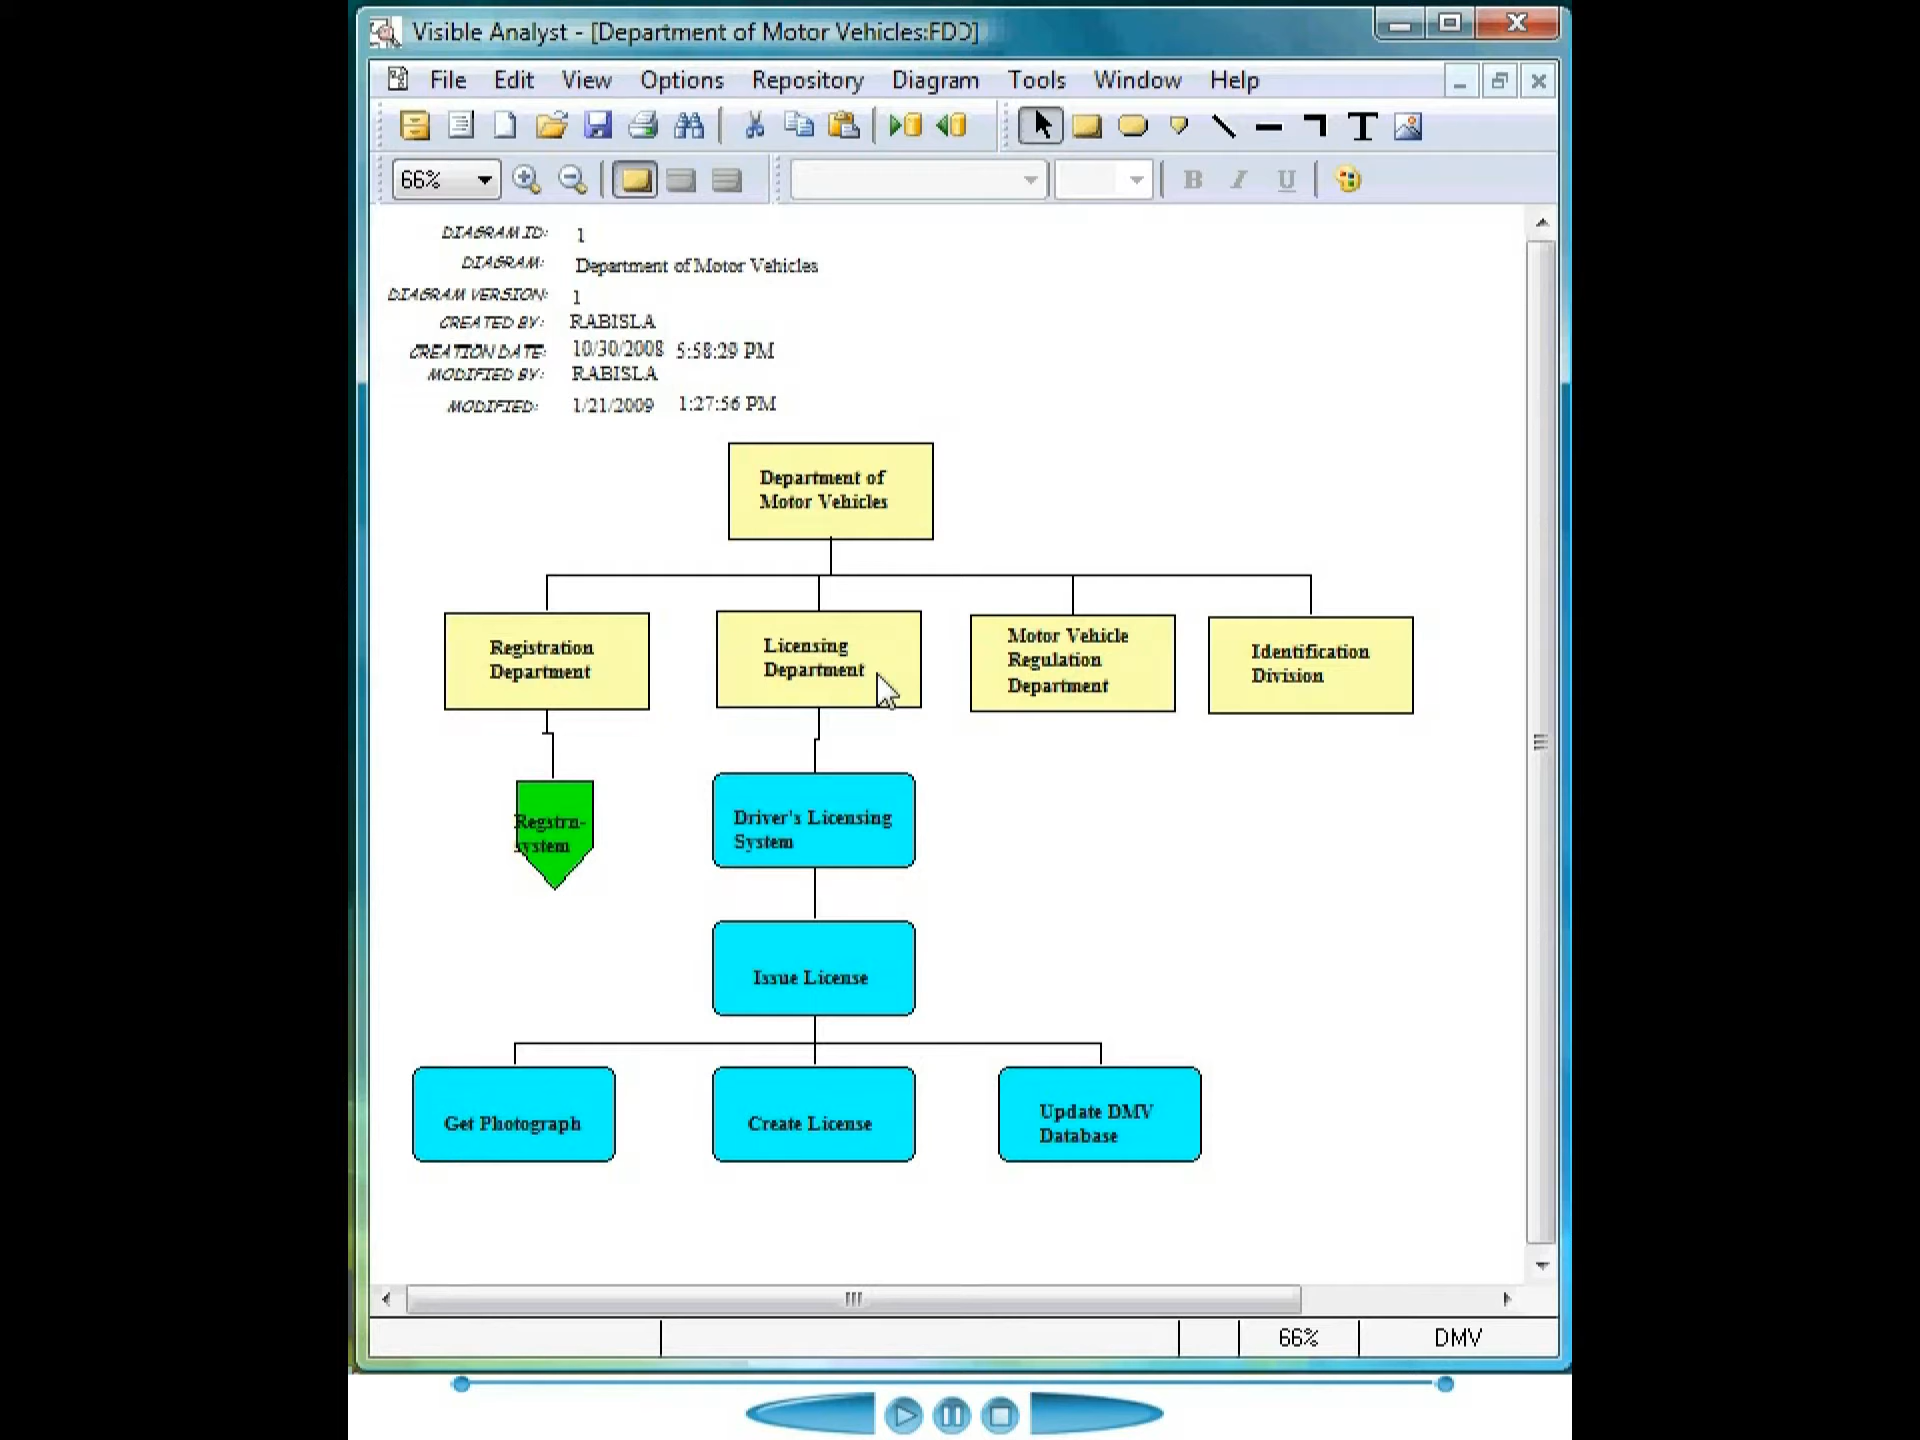 Visible Analyst - [Department of Motor Vehicles:FDD]
File Edit View Options Repository Diagram Tools Window Help
66% B I U
DIAGRAM ID: 1
DIAGRAM: Department of Motor Vehicles
DIAGRAM VERSION: 1
CREATED BY: RABISLA
CREATION DATE: 10/30/2008 5:58:29 PM
MODIFIED BY: RABISLA
MODIFIED: 1/21/2009 1:27:56 PM
Department of
Motor Vehicles
Registration
Department
Licensing
Department
Motor Vehicle
Regulation
Department
Identification
Division
Regstrn-
system
Driver's Licensing
System
Issue License
Get Photograph
Create License
Update DMV
Database
66% DMV